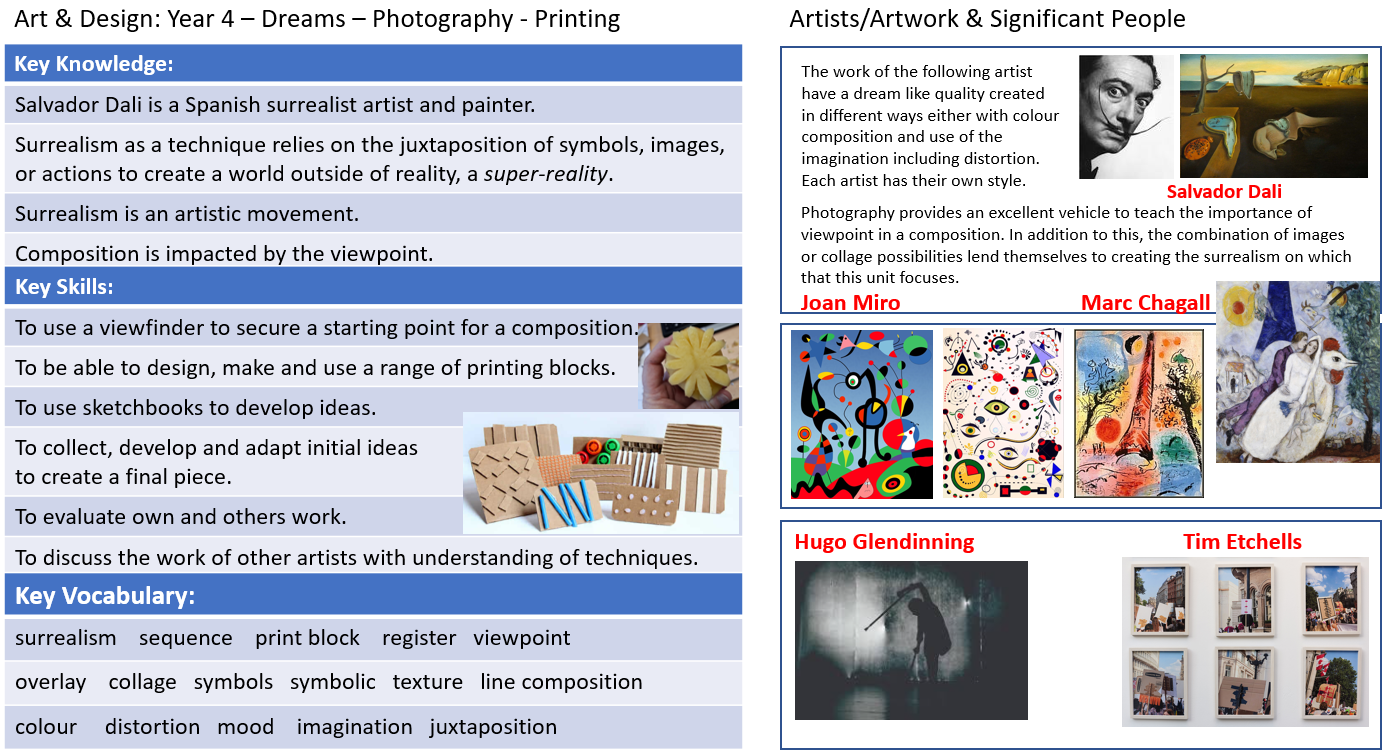 Art & Design: Year 4 – Dreams – Photography - Printing
Key Knowledge:
Salvador Dali is a Spanish surrealist artist and painter.
Surrealism as a technique relies on the juxtaposition of symbols, images,
or actions to create a world outside of reality, a super-reality.
Surrealism is an artistic movement.
Composition is impacted by the viewpoint.
Key Skills:
To use a viewfinder to secure a starting point for a composition.
To be able to design, make and use a range of printing blocks.
To use sketchbooks to develop ideas.
To collect, develop and adapt initial ideas
to create a final piece.
To evaluate own and others work.
To discuss the work of other artists with understanding of techniques.
Key Vocabulary:
surrealism sequence print block register viewpoint
overlay collage symbols symbolic texture line composition
colour distortion mood imagination juxtaposition
Artists/Artwork & Significant People
The work of the following artist
have a dream like quality created
in different ways either with colour
composition and use of the
imagination including distortion.
Each artist has their own style.
Salvador Dali
Photography provides an excellent vehicle to teach the importance of
viewpoint in a composition. In addition to this, the combination of images
or collage possibilities lend themselves to creating the surrealism on which
that this unit focuses.
Joan Miro Marc Chagall
Hugo Glendinning Tim Etchells